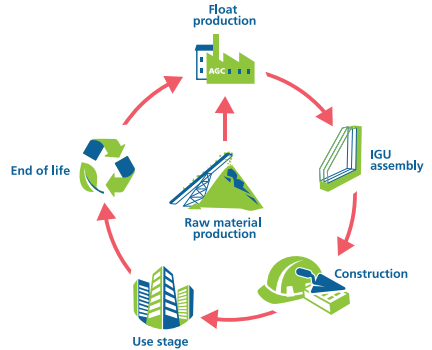 Float
production
AGC
IGU
assembly
End of life
Raw material
production
Construction
Use stage